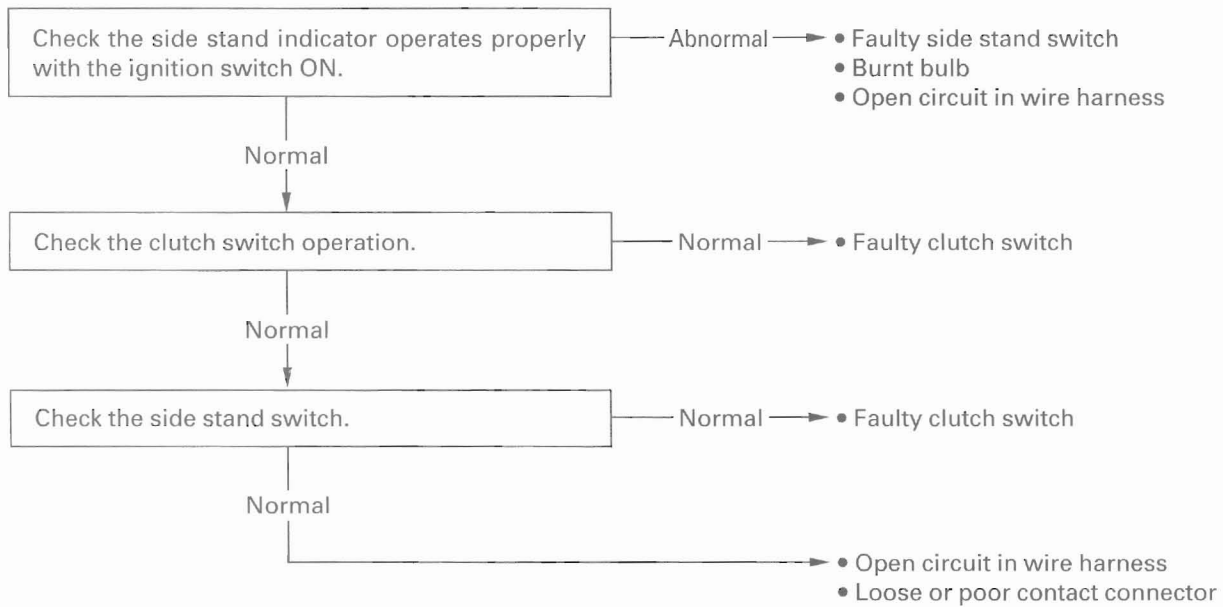 Check the side stand indicator operates properly
with the ignition switch ON.
Abnormal
• Faulty side stand switch
• Burnt bulb
• Open circuit in wire harness
Normal
Check the clutch switch operation.
Normal
• Faulty clutch switch
Normal
Check the side stand switch.
Normal
• Faulty clutch switch
Normal
• Open circuit in wire harness
• Loose or poor contact connector